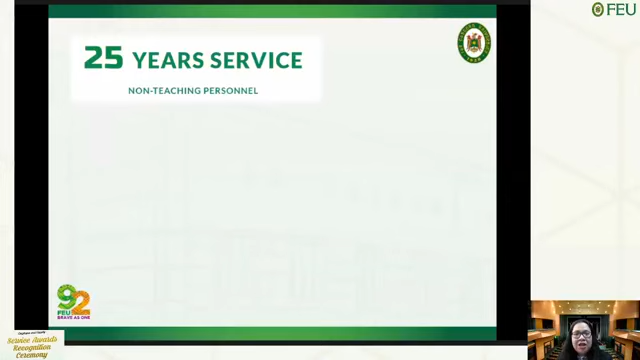 FEU
25 YEARS SERVICE
NON-TEACHING PERSONNEL
92
FEU
BRAVE AS ONE
Service Awards
Recognition
Ceremony